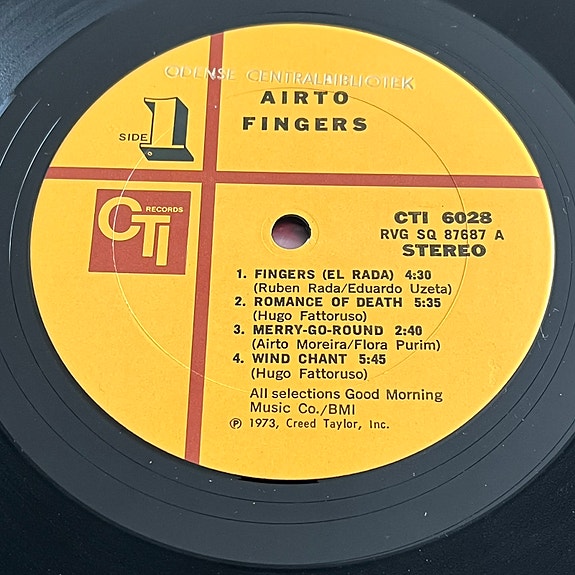 ODENSE CENTRALBIBLIOTEK
AIRTO
FINGERS
SIDE 1
CTI RECORDS
CTI 6028
RVG SQ 87687 A
STEREO
1. FINGERS (EL RADA) 4:30
(Ruben Rada/Eduardo Uzeta)
2. ROMANCE OF DEATH 5:35
(Hugo Fattoruso)
3. MERRY-GO-ROUND 2:40
(Airto Moreira/Flora Purim)
4. WIND CHANT 5:45
(Hugo Fattoruso)
All selections Good Morning
Music Co./BMI
℗ 1973, Creed Taylor, Inc.